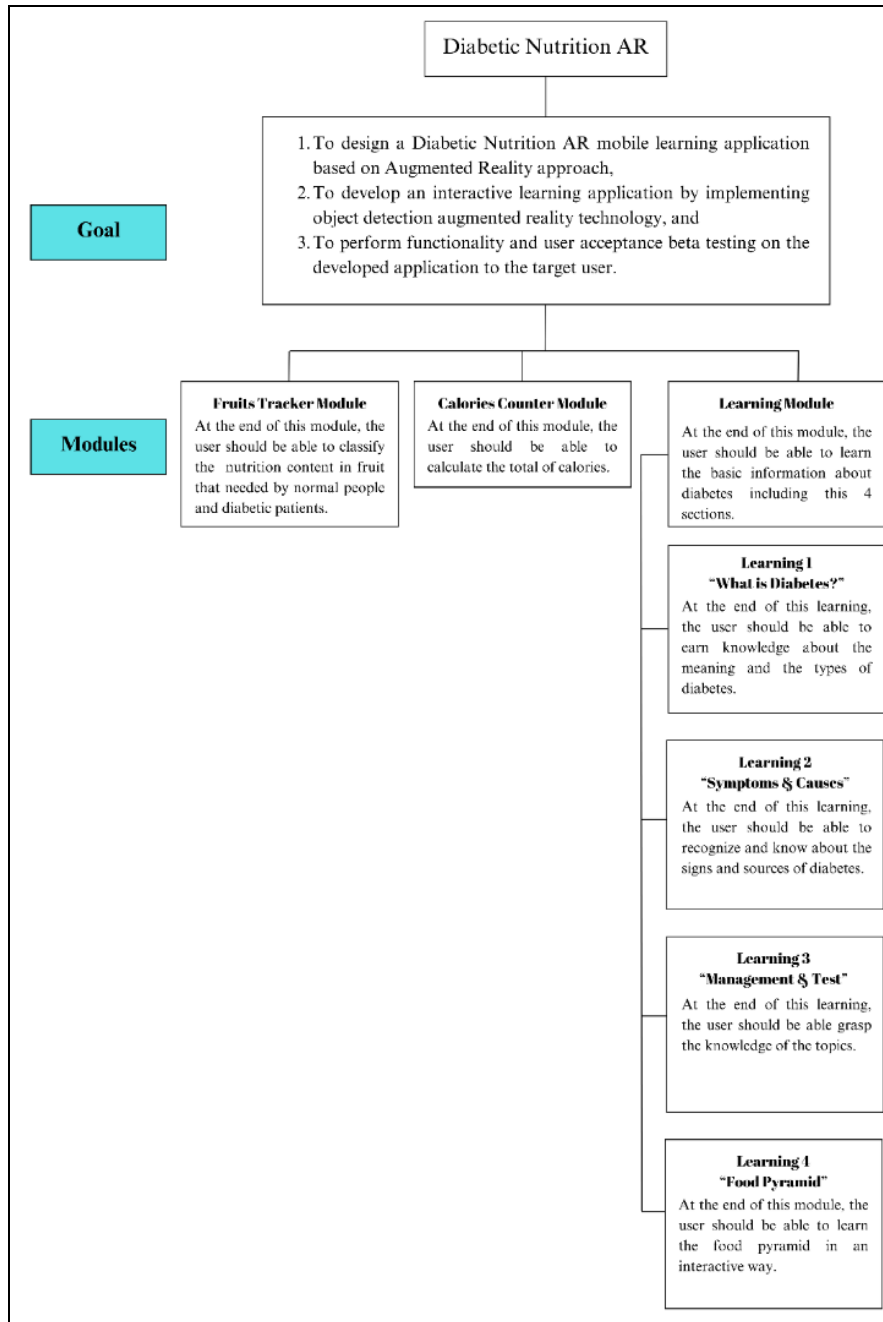 Diabetic Nutrition AR
Goal
1. To design a Diabetic Nutrition AR mobile learning application
based on Augmented Reality approach,
2. To develop an interactive learning application by implementing
object detection augmented reality technology, and
3. To perform functionality and user acceptance beta testing on the
developed application to the target user.
Modules
Fruits Tracker Module
At the end of this module, the
user should be able to classify
the nutrition content in fruit
that needed by normal people
and diabetic patients.
Calories Counter Module
At the end of this module, the
user should be able to
calculate the total of calories.
Learning Module
At the end of this module, the
user should be able to learn
the basic information about
diabetes including this 4
sections.
Learning 1
“What is Diabetes?”
At the end of this learning,
the user should be able to
earn knowledge about the
meaning and the types of
diabetes.
Learning 2
“Symptoms & Causes”
At the end of this learning,
the user should be able to
recognize and know about the
signs and sources of diabetes.
Learning 3
“Management & Test”
At the end of this learning,
the user should be able grasp
the knowledge of the topics.
Learning 4
“Food Pyramid”
At the end of this module, the
user should be able to learn
the food pyramid in an
interactive way.